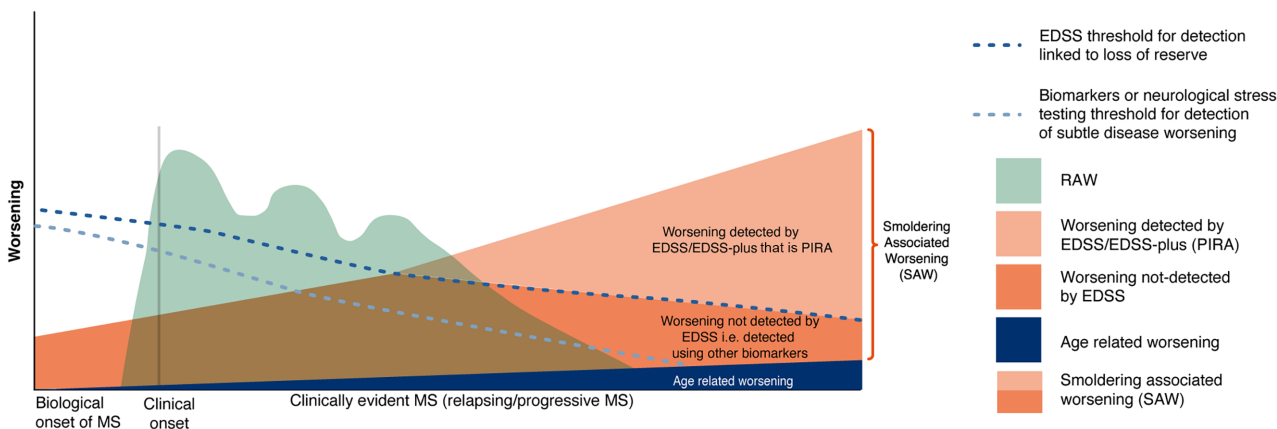 Worsening
EDSS threshold for detection
linked to loss of reserve
Biomarkers or neurological stress
testing threshold for detection
of subtle disease worsening
RAW
Worsening detected by
EDSS/EDSS-plus (PIRA)
Worsening not-detected
by EDSS
Age related worsening
Smoldering associated
worsening (SAW)
Worsening detected by
EDSS/EDSS-plus that is PIRA
Smoldering
Associated
Worsening
(SAW)
Worsening not detected by
EDSS i.e. detected
using other biomarkers
Age related worsening
Biological
onset of MS
Clinical
onset
Clinically evident MS (relapsing/progressive MS)